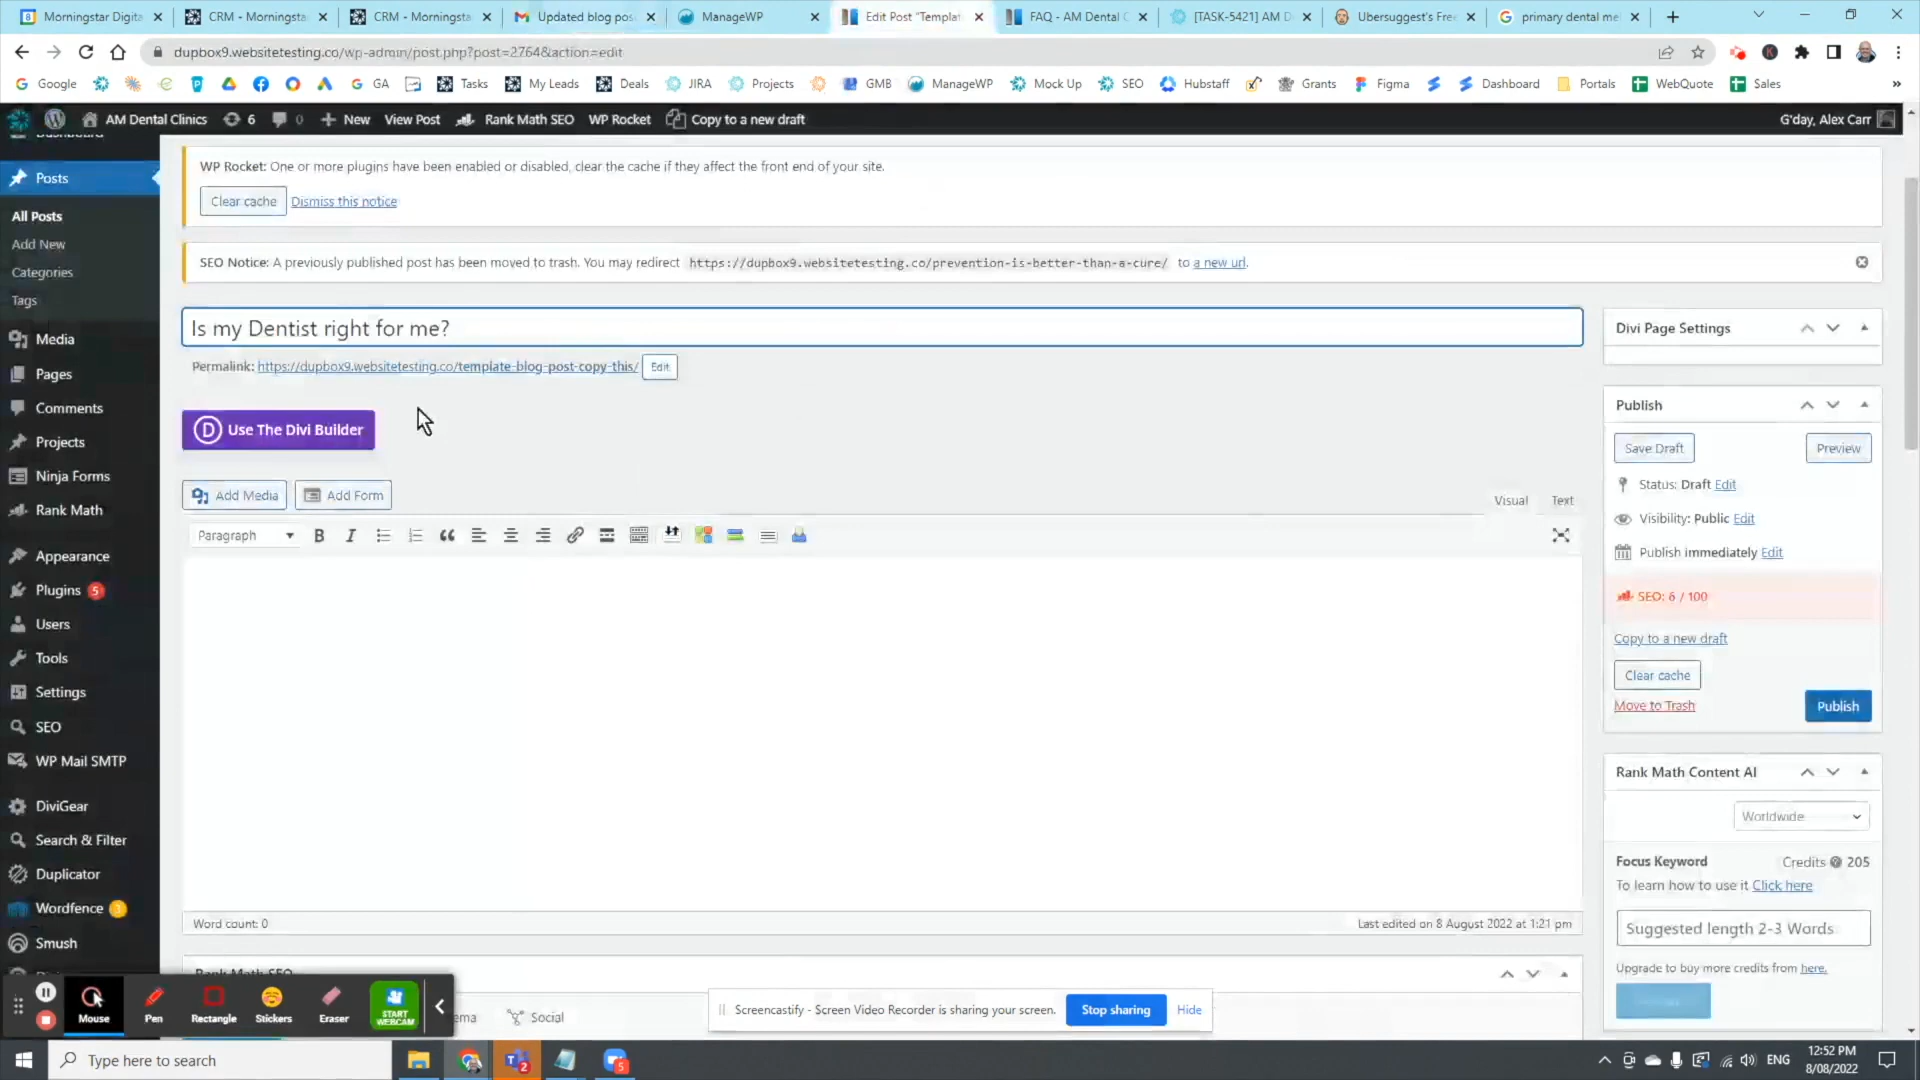 Morningstar Digita
CRM - Morningsta
CRM - Morningsta
Updated blog pos
ManageWP
Edit Post "Templa
FAQ - AM Dental C
[TASK-5421] AM D
Ubersuggest's Free
primary dental me
dupbox9.websitetesting.co/wp-admin/post.php?post=2764&action=edit
Google
GA
Tasks
My Leads
Deals
JIRA
Projects
GMB
ManageWP
Mock Up
SEO
Hubstaff
Grants
Figma
Dashboard
Portals
WebQuote
Sales
AM Dental Clinics
6
0
New
View Post
Rank Math SEO
WP Rocket
Copy to a new draft
G'day, Alex Carr
Dashboard
Posts
All Posts
Add New
Categories
Tags
Media
Pages
Comments
Projects
Ninja Forms
Rank Math
Appearance
Plugins 5
Users
Tools
Settings
SEO
WP Mail SMTP
DiviGear
Search & Filter
Duplicator
Wordfence 3
Smush
WP Rocket: One or more plugins have been enabled or disabled, clear the cache if they affect the front end of your site.
Clear cache Dismiss this notice
SEO Notice: A previously published post has been moved to trash. You may redirect https://dupbox9.websitetesting.co/prevention-is-better-than-a-cure/ to a new url.
Is my Dentist right for me?
Permalink: https://dupbox9.websitetesting.co/template-blog-post-copy-this/ Edit
D Use The Divi Builder
Add Media
Add Form
Visual
Text
Paragraph
B
I
Word count: 0
Last edited on 8 August 2022 at 1:21 pm
Rank Math SEO
Social
Divi Page Settings
Publish
Save Draft
Preview
Status: Draft Edit
Visibility: Public Edit
Publish immediately Edit
SEO: 6 / 100
Copy to a new draft
Clear cache
Move to Trash
Publish
Rank Math Content AI
Worldwide
Focus Keyword
Credits 205
To learn how to use it Click here
Suggested length 2-3 Words
Upgrade to buy more credits from here.
Mouse
Pen
Rectangle
Stickers
Eraser
START WEBCAM
Screencastify - Screen Video Recorder is sharing your screen.
Stop sharing
Hide
Type here to search
2
5
ENG
12:52 PM
8/08/2022